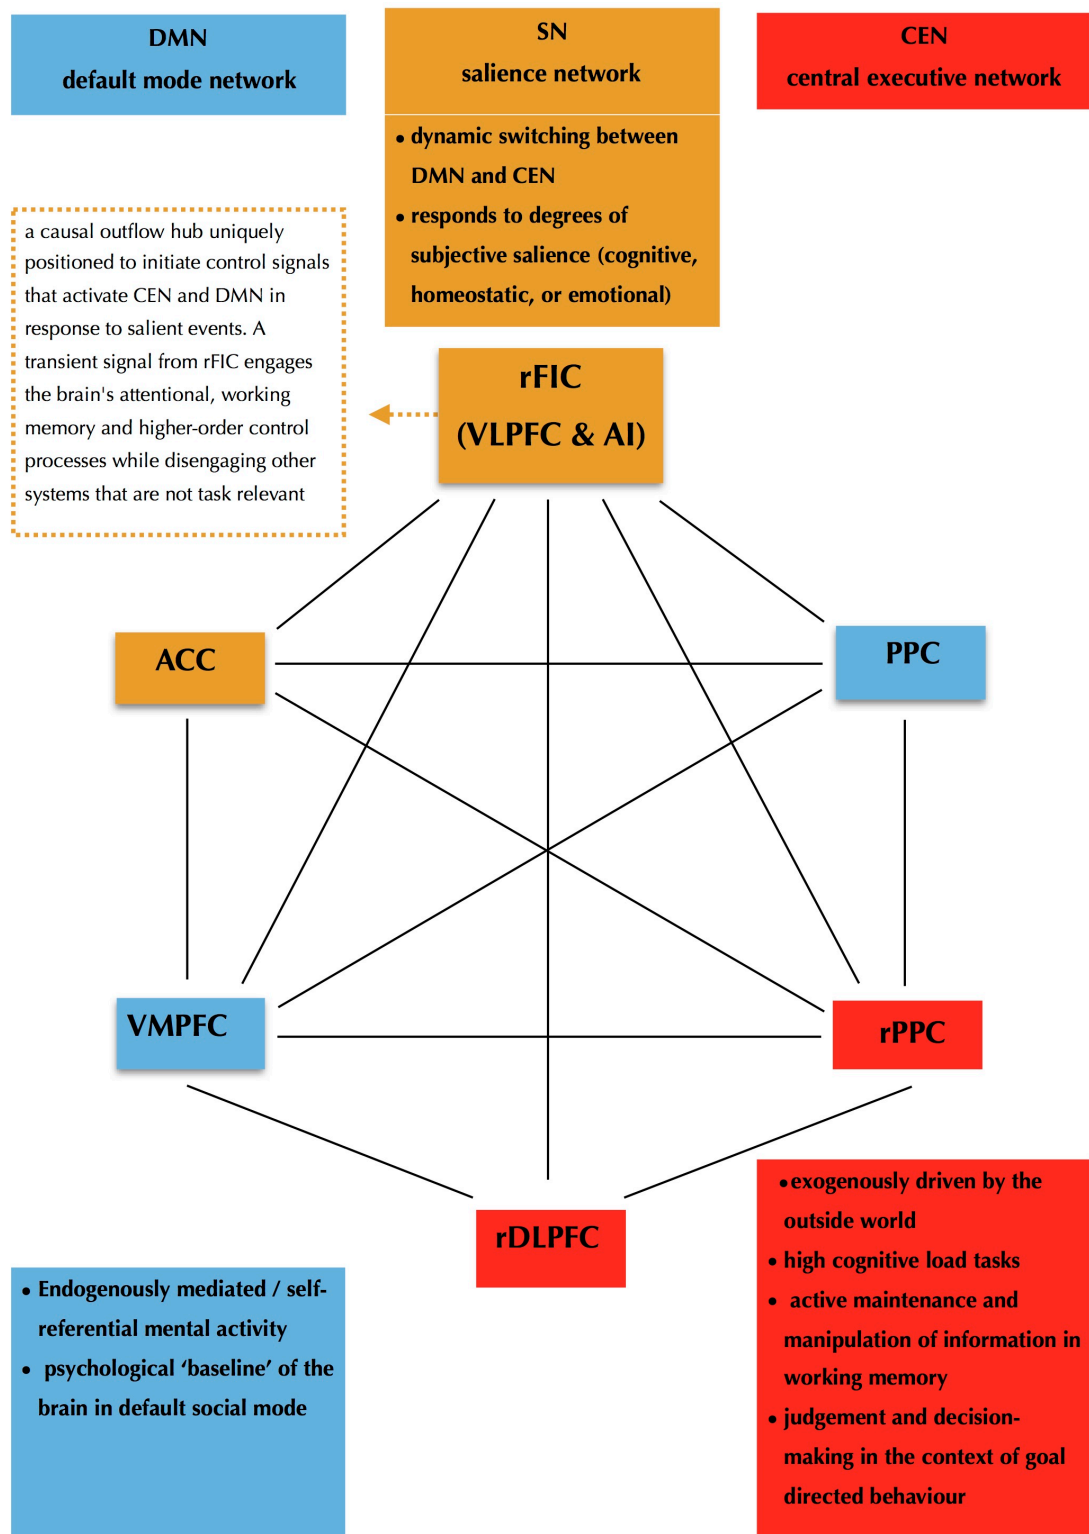 DMN
default mode network
SN
salience network
CEN
central executive network
• dynamic switching between
DMN and CEN
• responds to degrees of
subjective salience (cognitive,
homeostatic, or emotional)
a causal outflow hub uniquely
positioned to initiate control signals
that activate CEN and DMN in
response to salient events. A
transient signal from rFIC engages
the brain's attentional, working
memory and higher-order control
processes while disengaging other
systems that are not task relevant
rFIC
(VLPFC & AI)
ACC
PPC
VMPFC
rPPC
rDLPFC
• Endogenously mediated / self-
referential mental activity
• psychological ‘baseline’ of the
brain in default social mode
• exogenously driven by the
outside world
• high cognitive load tasks
• active maintenance and
manipulation of information in
working memory
• judgement and decision-
making in the context of goal
directed behaviour